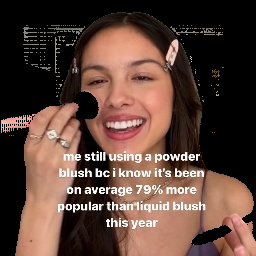 me still using a powder
blush bc i know it's been
on average 79% more
popular than liquid blush
this year